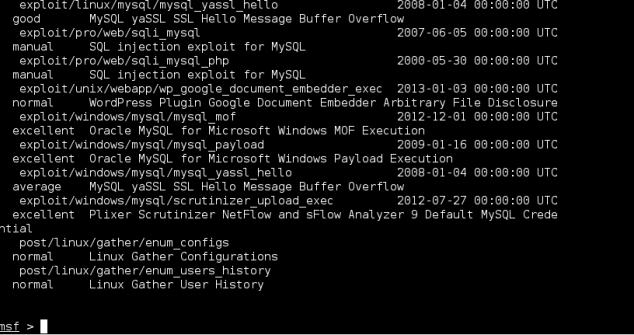 exploit/linux/mysql/mysql_yassl_hello 2008-01-04 00:00:00 UTC
good MySQL yaSSL SSL Hello Message Buffer Overflow
exploit/pro/web/sqli_mysql 2007-06-05 00:00:00 UTC
manual SQL injection exploit for MySQL
exploit/pro/web/sqli_mysql_php 2000-05-30 00:00:00 UTC
manual SQL injection exploit for MySQL
exploit/unix/webapp/wp_google_document_embedder_exec 2013-01-03 00:00:00 UTC
normal WordPress Plugin Google Document Embedder Arbitrary File Disclosure
exploit/windows/mysql/mysql_mof 2012-12-01 00:00:00 UTC
excellent Oracle MySQL for Microsoft Windows MOF Execution
exploit/windows/mysql/mysql_payload 2009-01-16 00:00:00 UTC
excellent Oracle MySQL for Microsoft Windows Payload Execution
exploit/windows/mysql/mysql_yassl_hello 2008-01-04 00:00:00 UTC
average MySQL yaSSL SSL Hello Message Buffer Overflow
exploit/windows/mysql/scrutinizer_upload_exec 2012-07-27 00:00:00 UTC
excellent Plixer Scrutinizer NetFlow and sFlow Analyzer 9 Default MySQL Crede
ntial
post/linux/gather/enum_configs
normal Linux Gather Configurations
post/linux/gather/enum_users_history
normal Linux Gather User History
msf >